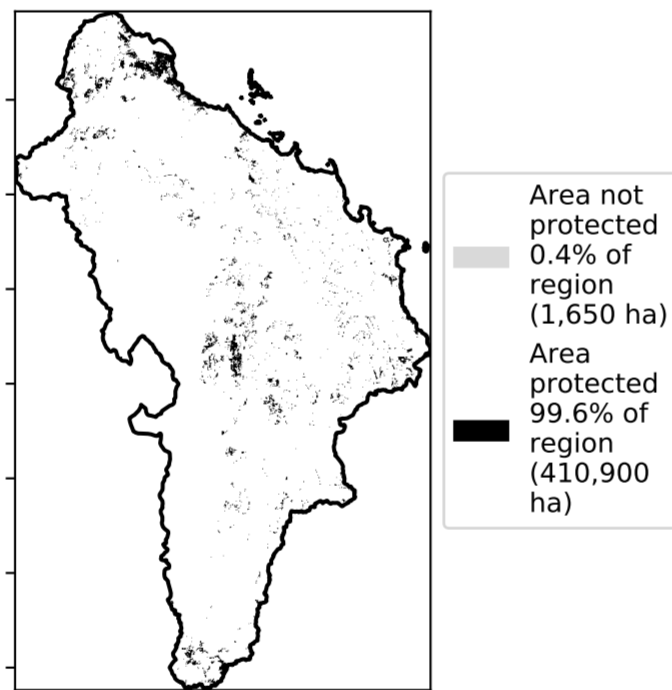 Area not
protected
0.4% of
region
(1,650 ha)
Area
protected
99.6% of
region
(410,900
ha)